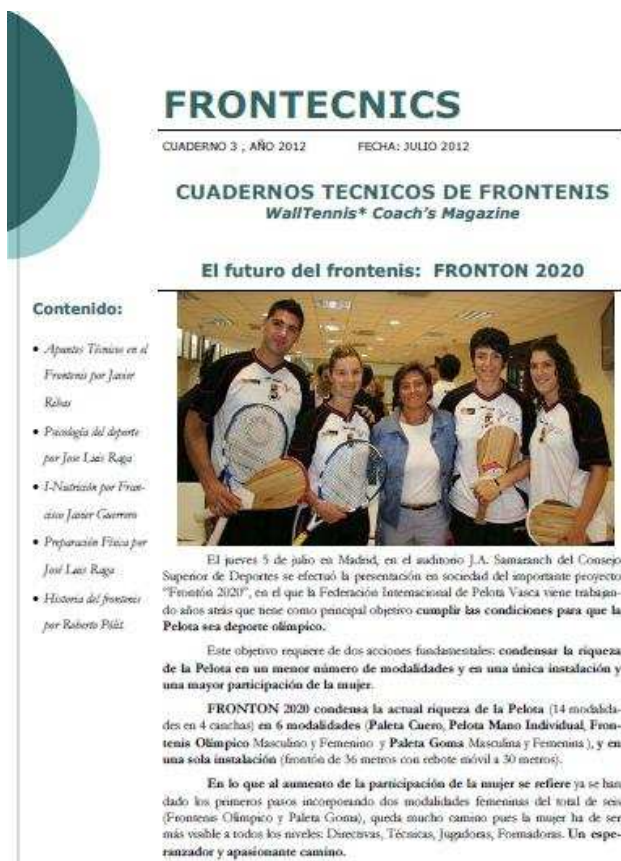 FRONTECNICS
CUADERNO 3 , AÑO 2012 FECHA: JULIO 2012
CUADERNOS TECNICOS DE FRONTENIS
WallTennis* Coach's Magazine
El futuro del frontenis: FRONTON 2020
Contenido:
• Apuntes Técnicos en el
Frontenis por Javier
Ribas
• Psicología del deporte
por Jose Luis Raga
• I-Nutrición por Fran-
cisco Javier Guerrero
• Preparación Física por
José Luis Raga
• Historia del frontenis
por Roberto Pólit.
El jueves 5 de julio en Madrid, en el auditorio J.A. Samaranch del Consejo
Superior de Deportes se efectuó la presentación en sociedad del importante proyecto
"Frontón 2020", en el que la Federación Internacional de Pelota Vasca viene trabajan-
do años atrás que tiene como principal objetivo cumplir las condiciones para que la
Pelota sea deporte olímpico.
Este objetivo requiere de dos acciones fundamentales: condensar la riqueza
de la Pelota en un menor número de modalidades y en una única instalación y
una mayor participación de la mujer.
FRONTON 2020 condensa la actual riqueza de la Pelota (14 modalida-
des en 4 canchas) en 6 modalidades (Paleta Cuero, Pelota Mano Individual, Fron-
tenis Olímpico Masculino y Femenino y Paleta Goma Masculina y Femenina ), y en
una sola instalación (frontón de 36 metros con rebote móvil a 30 metros).
En lo que al aumento de la participación de la mujer se refiere ya se han
dado los primeros pasos incorporando dos modalidades femeninas del total de seis
(Frontenis Olímpico y Paleta Goma), queda mucho camino pues la mujer ha de ser
más visible a todos los niveles: Directivas, Técnicas, Jugadoras, Formadoras. Un espe-
ranzador y apasionante camino.